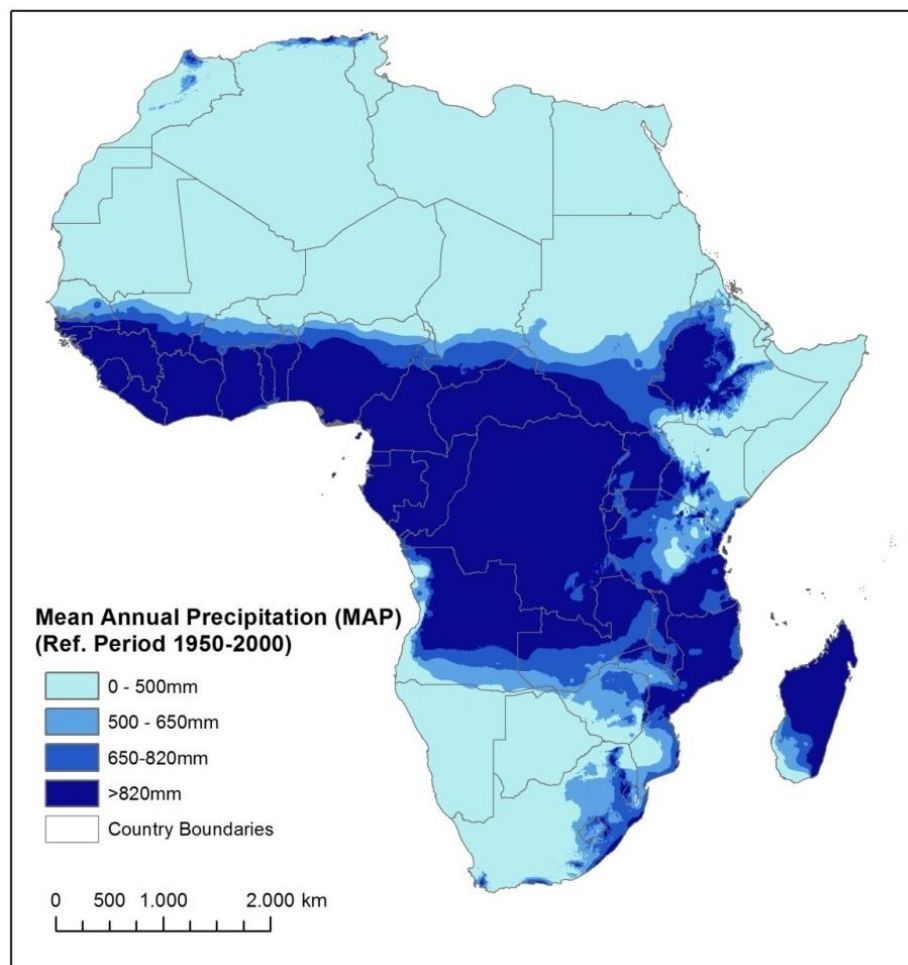 Mean Annual Precipitation (MAP)
(Ref. Period 1950-2000)
0 - 500mm
500 - 650mm
650-820mm
>820mm
Country Boundaries
0 500 1.000 2.000 km